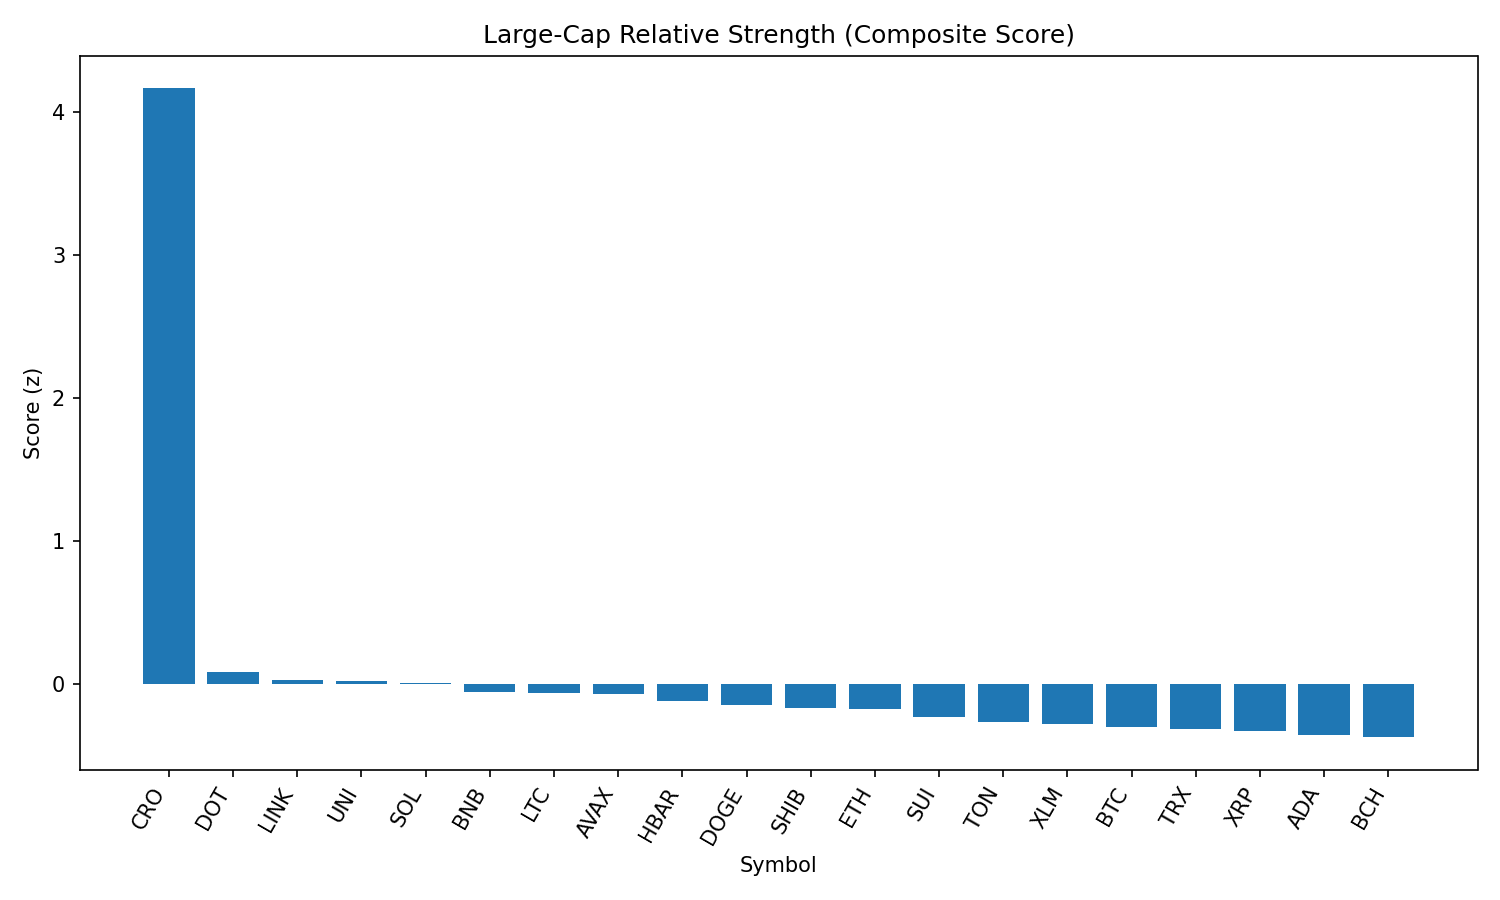 Large-Cap Relative Strength (Composite Score)
Score (z)
4
3
2
1
0
CRO
DOT
LINK
UNI
SOL
BNB
LTC
AVAX
HBAR
DOGE
SHIB
ETH
SUI
TON
XLM
BTC
TRX
XRP
ADA
BCH
Symbol